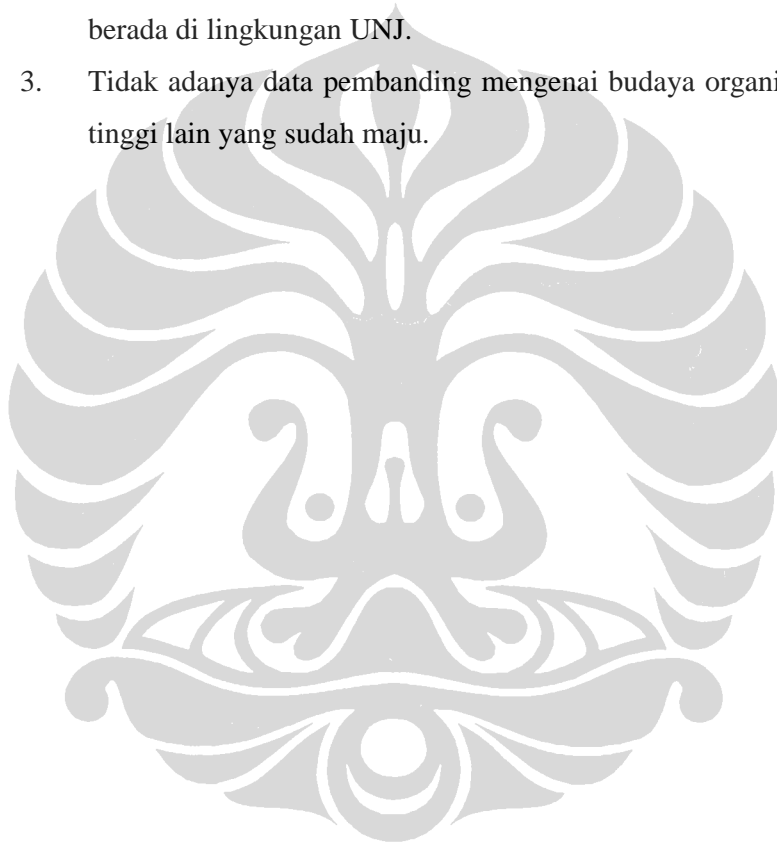 berada di lingkungan UNJ.
3. Tidak adanya data pembanding mengenai budaya organi
tinggi lain yang sudah maju.